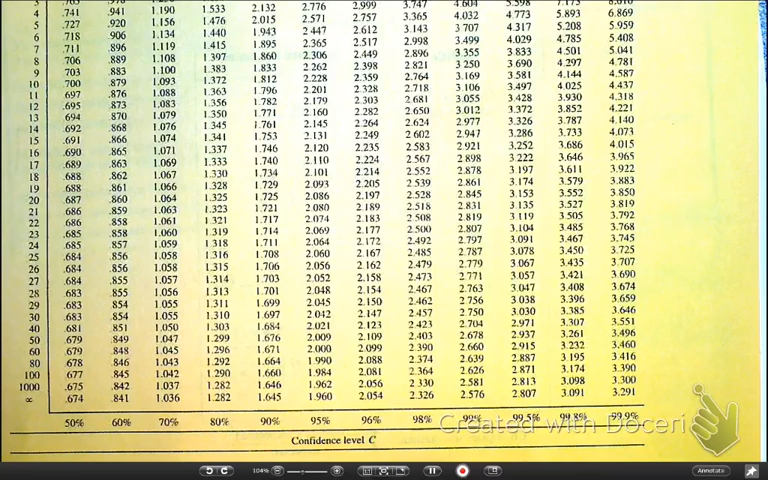 4 .741 .941 1.190 1.533 2.132 2.776 2.999 3.747 4.604 5.598 7.173 8.610
5 .727 .920 1.156 1.476 2.015 2.571 2.757 3.365 4.032 4.773 5.893 6.869
6 .718 .906 1.134 1.440 1.943 2.447 2.612 3.143 3.707 4.317 5.208 5.959
7 .711 .896 1.119 1.415 1.895 2.365 2.517 2.998 3.499 4.029 4.785 5.408
8 .706 .889 1.108 1.397 1.860 2.306 2.449 2.896 3.355 3.833 4.501 5.041
9 .703 .883 1.100 1.383 1.833 2.262 2.398 2.821 3.250 3.690 4.297 4.781
10 .700 .879 1.093 1.372 1.812 2.228 2.359 2.764 3.169 3.581 4.144 4.587
11 .697 .876 1.088 1.363 1.796 2.201 2.328 2.718 3.106 3.497 4.025 4.437
12 .695 .873 1.083 1.356 1.782 2.179 2.303 2.681 3.055 3.428 3.930 4.318
13 .694 .870 1.079 1.350 1.771 2.160 2.282 2.650 3.012 3.372 3.852 4.221
14 .692 .868 1.076 1.345 1.761 2.145 2.264 2.624 2.977 3.326 3.787 4.140
15 .691 .866 1.074 1.341 1.753 2.131 2.249 2.602 2.947 3.286 3.733 4.073
16 .690 .865 1.071 1.337 1.746 2.120 2.235 2.583 2.921 3.252 3.686 4.015
17 .689 .863 1.069 1.333 1.740 2.110 2.224 2.567 2.898 3.222 3.646 3.965
18 .688 .862 1.067 1.330 1.734 2.101 2.214 2.552 2.878 3.197 3.611 3.922
19 .688 .861 1.066 1.328 1.729 2.093 2.205 2.539 2.861 3.174 3.579 3.883
20 .687 .860 1.064 1.325 1.725 2.086 2.197 2.528 2.845 3.153 3.552 3.850
21 .686 .859 1.063 1.323 1.721 2.080 2.189 2.518 2.831 3.135 3.527 3.819
22 .686 .858 1.061 1.321 1.717 2.074 2.183 2.508 2.819 3.119 3.505 3.792
23 .685 .858 1.060 1.319 1.714 2.069 2.177 2.500 2.807 3.104 3.485 3.768
24 .685 .857 1.059 1.318 1.711 2.064 2.172 2.492 2.797 3.091 3.467 3.745
25 .684 .856 1.058 1.316 1.708 2.060 2.167 2.485 2.787 3.078 3.450 3.725
26 .684 .856 1.058 1.315 1.706 2.056 2.162 2.479 2.779 3.067 3.435 3.707
27 .684 .855 1.057 1.314 1.703 2.052 2.158 2.473 2.771 3.057 3.421 3.690
28 .683 .855 1.056 1.313 1.701 2.048 2.154 2.467 2.763 3.047 3.408 3.674
29 .683 .854 1.055 1.311 1.699 2.045 2.150 2.462 2.756 3.038 3.396 3.659
30 .683 .854 1.055 1.310 1.697 2.042 2.147 2.457 2.750 3.030 3.385 3.646
40 .681 .851 1.050 1.303 1.684 2.021 2.123 2.423 2.704 2.971 3.307 3.551
50 .679 .849 1.047 1.299 1.676 2.009 2.109 2.403 2.678 2.937 3.261 3.496
60 .679 .848 1.045 1.296 1.671 2.000 2.099 2.390 2.660 2.915 3.232 3.460
80 .678 .846 1.043 1.292 1.664 1.990 2.088 2.374 2.639 2.887 3.195 3.416
100 .677 .845 1.042 1.290 1.660 1.984 2.081 2.364 2.626 2.871 3.174 3.390
1000 .675 .842 1.037 1.282 1.646 1.962 2.056 2.330 2.581 2.813 3.098 3.300
∞ .674 .841 1.036 1.282 1.645 1.960 2.054 2.326 2.576 2.807 3.091 3.291
50% 60% 70% 80% 90% 95% 96% 98% 99% 99.5% 99.8% 99.9%
Confidence level C
Created with Doceri
104%
Annotate